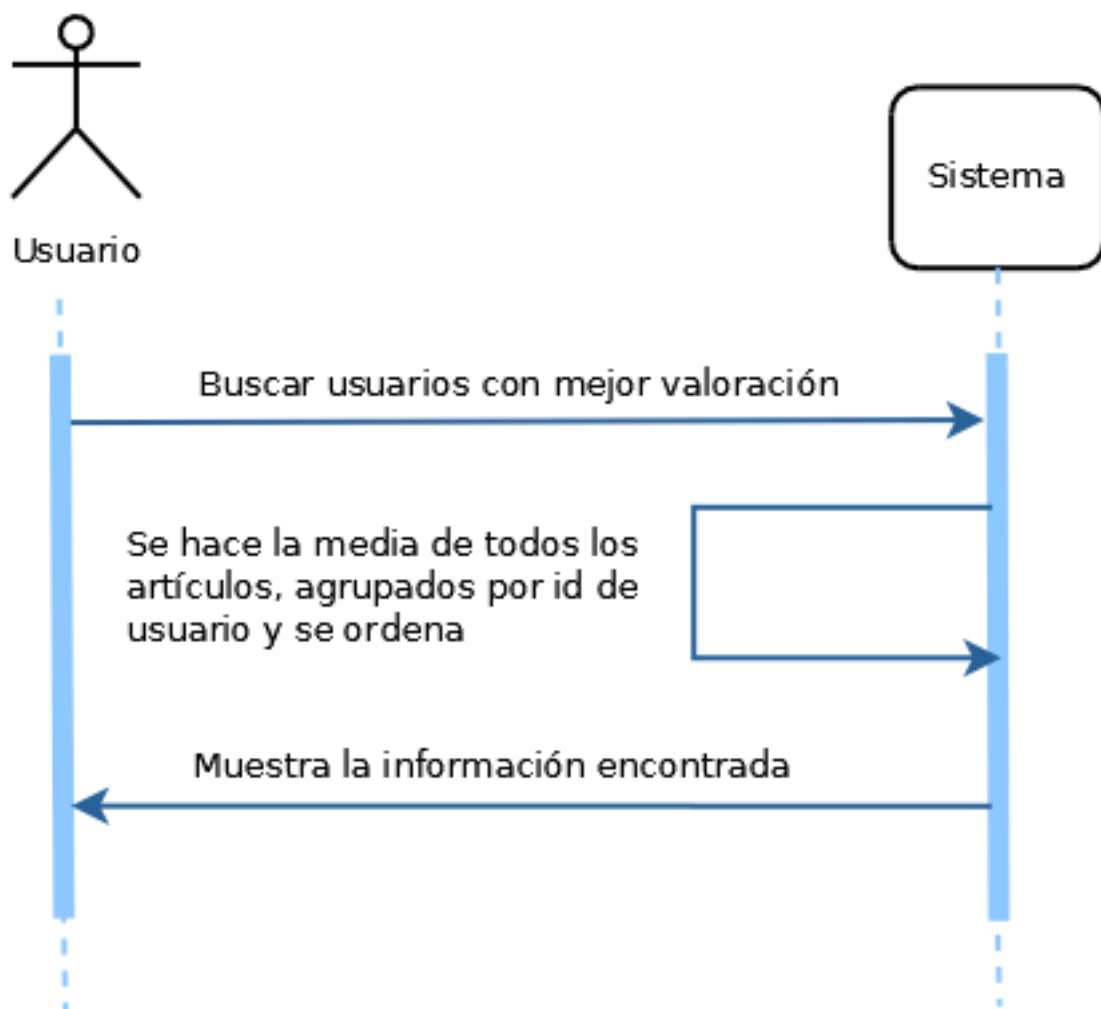 Usuario
Sistema
Buscar usuarios con mejor valoración
Se hace la media de todos los
artículos, agrupados por id de
usuario y se ordena
Muestra la información encontrada